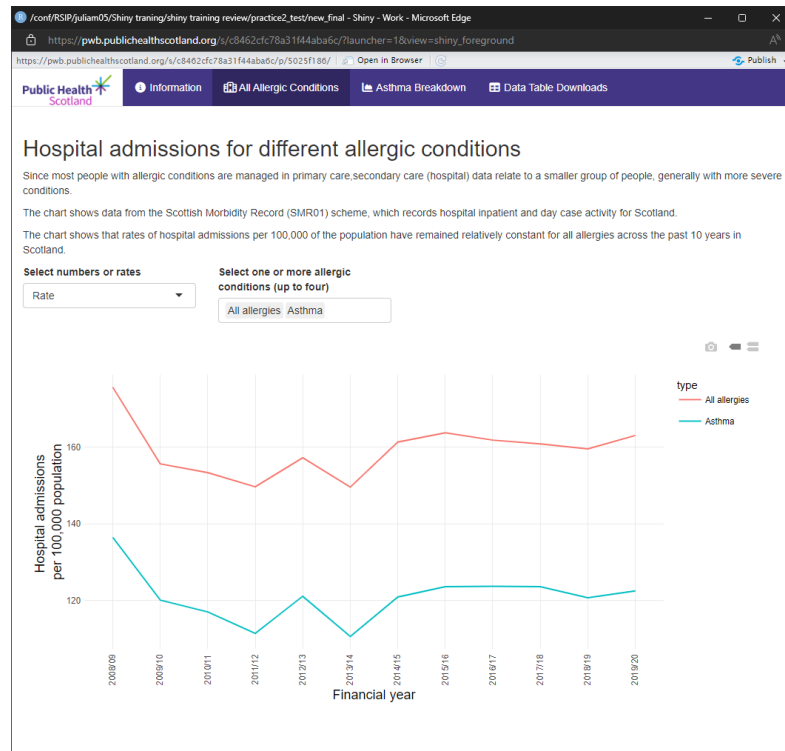 /conf/RSIP/juliam05/Shiny traning/shiny training review/practice2_test/new_final - Shiny - Work - Microsoft Edge
https://pwb.publichealthscotland.org/s/c8462cfc78a31f44aba6c/?launcher=1&view=shiny_foreground
https://pwb.publichealthscotland.org/s/c8462cfc78a31f44aba6c/p/5025f186/ Open in Browser Publish
Public Health Scotland
Information All Allergic Conditions Asthma Breakdown Data Table Downloads
Hospital admissions for different allergic conditions
Since most people with allergic conditions are managed in primary care,secondary care (hospital) data relate to a smaller group of people, generally with more severe
conditions.
The chart shows data from the Scottish Morbidity Record (SMR01) scheme, which records hospital inpatient and day case activity for Scotland.
The chart shows that rates of hospital admissions per 100,000 of the population have remained relatively constant for all allergies across the past 10 years in
Scotland.
Select numbers or rates
Rate
Select one or more allergic
conditions (up to four)
All allergies Asthma
type
All allergies
Asthma
Hospital admissions
per 100,000 population
160
140
120
2008/09 2009/10 2010/11 2011/12 2012/13 2013/14 2014/15 2015/16 2016/17 2017/18 2018/19 2019/20
Financial year